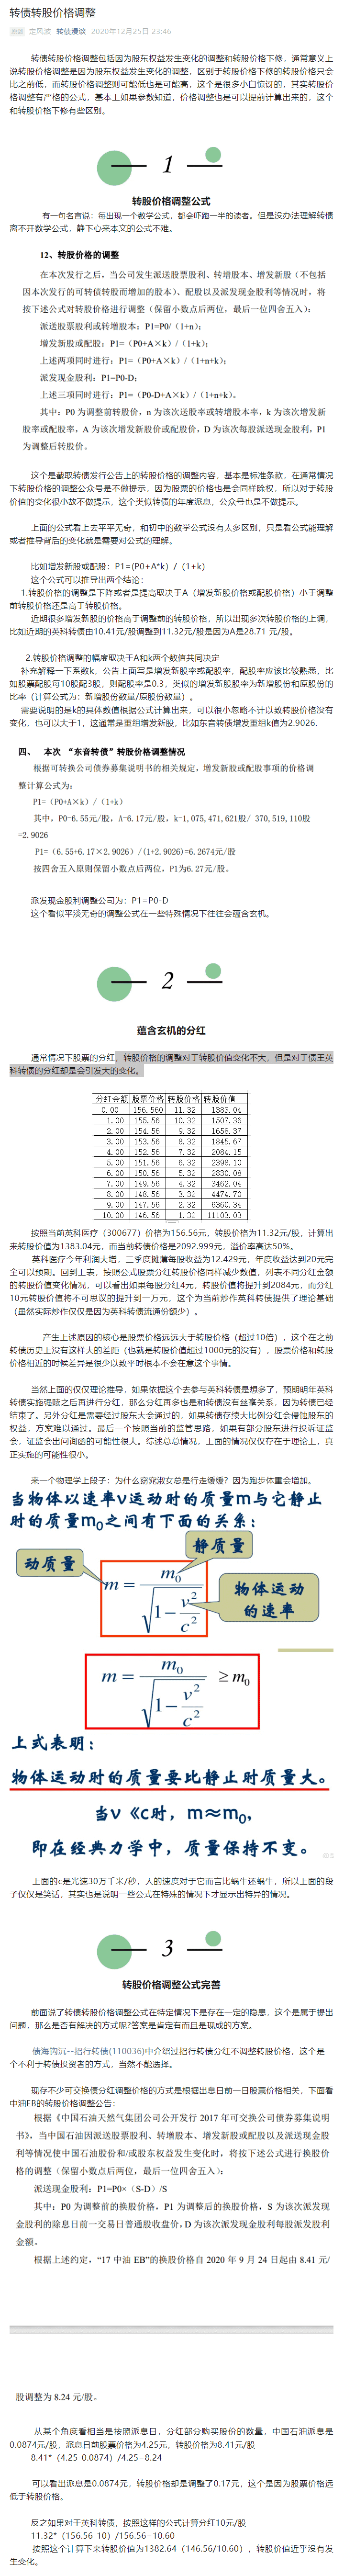 转债转股价格调整
原创 定风波 转债漫谈 2020年12月25日 23:46
转债转股价格调整包括因为股东权益发生变化的调整和转股价格下修，通常意义上
说转股价格调整是因为股东权益发生变化的调整，区别于转股价格下修的转股价格只会
比之前低，而转股价格调整则可能低也是可能高，这个是很多小白惊讶的，其实转股价
格调整有严格的公式，基本上如果参数知道，价格调整也是可以提前计算出来的，这个
和转股价格下修有些区别。
1
转股价格调整公式
有一句名言说：每出现一个数学公式，都会吓跑一半的读者。但是没办法理解转债
离不开数学公式，静下心来本文的公式不难。
12、转股价格的调整
在本次发行之后，当公司发生派送股票股利、转增股本、增发新股（不包括
因本次发行的可转债转股而增加的股本）、配股以及派发现金股利等情况时，将
按下述公式对转股价格进行调整（保留小数点后两位，最后一位四舍五入）：
派送股票股利或转增股本：P1=P0/（1+n）；
增发新股或配股：P1=（P0+A×k）/（1+k）；
上述两项同时进行：P1=（P0+A×k）/（1+n+k）；
派发现金股利：P1=P0-D；
上述三项同时进行：P1=（P0-D+A×k）/（1+n+k）。
其中：P0 为调整前转股价，n 为该次送股率或转增股本率，k 为该次增发新
股率或配股率，A 为该次增发新股价或配股价，D 为该次每股派送现金股利，P1
为调整后转股价。
这个是截取转债发行公告上的转股价格的调整内容，基本是标准条款，在通常情况
下转股价格的调整公众号是不做提示，因为股票的价格也是会同样除权，所以对于转股
价值的变化很小故不做提示，这个类似转债的年度派息，公众号也是不做提示。
上面的公式看上去平平无奇，和初中的数学公式没有太多区别，只是看公式能理解
或者推导背后的变化就是需要对公式的理解。
比如增发新股或配股：P1=(P0+A*k）/（1+k）
这个公式可以推导出两个结论：
1.转股价格的调整是下降或者是提高取决于A（增发新股价格或配股价格）小于调整
前转股价格还是高于转股价格。
近期很多增发新股的价格高于调整前的转股价格，所以出现多次转股价格的上调，
比如近期的英科转债由10.41元/股调整到11.32元/股是因为A是28.71 元/股。
2.转股价格调整的幅度取决于A和k两个数值共同决定
补充解释一下系数k，公告上面写是增发新股率或配股率，配股率应该比较熟悉，比
如股票配股每10股配3股，则配股率是0.3，类似的增发新股股率为新增股份和原股份的
比率（计算公式为：新增股份数量/原股份数量）。
需要说明的是k的具体数值根据公式计算出来，可以很小忽略不计以致转股价格没有
变化，也可以大于1，这通常是重组增发新股，比如东音转债增发重组k值为2.9026.
四、 本次 “东音转债”转股价格调整情况
根据可转换公司债券募集说明书的相关规定，增发新股或配股事项的价格调
整计算公式为：
P1=（P0+A×k）/（1+k）
其中，P0=6.55元/股，A=6.17元/股，k=1,075,471,621股/ 370,519,110股
=2.9026
P1=（6.55+6.17×2.9026）/(1+2.9026)=6.2674元/股
按四舍五入原则保留小数点后两位，P1为6.27元/股。
派发现金股利调整公司为：P1=P0-D
这个看似平淡无奇的调整公式在一些特殊情况下往往会蕴含玄机。
2
蕴含玄机的分红
通常情况下股票的分红，转股价格的调整对于转股价值变化不大，但是对于债王英
科转债的分红却是会引发大的变化。
分红金额 股票价格 转股价格 转股价值
0.00 156.560 11.32 1383.04
1.00 155.56 10.32 1507.36
2.00 154.56 9.32 1658.37
3.00 153.56 8.32 1845.67
4.00 152.56 7.32 2084.15
5.00 151.56 6.32 2398.10
6.00 150.56 5.32 2830.08
7.00 149.56 4.32 3462.04
8.00 148.56 3.32 4474.70
9.00 147.56 2.32 6360.34
10.00 146.56 1.32 11103.03
按照当前英科医疗（300677）价格为156.56元，转股价格为11.32元/股，计算出
来转股价值为1383.04元，而当前转债价格是2092.999元，溢价率高达50%。
英科医疗今年利润大增，三季度摊薄每股收益为12.429元，年度收益达到20元完
全可以预期。回到上表，按照公式股票分红转股价格同样减少数值，列表不同分红金额
的转股价值变化情况，可以看出如果每股分红4元，转股价值将提升到2084元，而分红
10元转股价值将不可思议的提升到一万元，这个为当前炒作英科转债提供了理论基础
（虽然实际炒作仅仅是因为英科转债流通份额少）。
产生上述原因的核心是股票价格远远大于转股价格（超过10倍），这个在之前
转债历史上没有这样大的差距（也就是转股价值超过1000元的没有），股票价格和转股
价格相近的时候差异是很少以致平时根本不会在意这个事情。
当然上面的仅仅理论推导，如果依据这个去参与英科转债是想多了，预期明年英科
转债实施强赎之后再进行分红，那么分红再多也是和转债没有丝毫关系，因为转债已经
结束了。另外分红是需要经过股东大会通过的，如果转债存续大比例分红会侵蚀股东的
权益，方案难以通过。最后一个按照当前的监管思路，如果有部分股东进行投诉证监
会，证监会出问询函的可能性很大。综述总总情况，上面的情况仅仅存在于理论上，真
正实施的可能性很小。
来一个物理学上段子：为什么窈窕淑女总是行走缓缓？因为跑步体重会增加。
当物体以速率v运动时的质量m与它静止
时的质量m₀之间有下面的关系：
动质量
静质量
物体运动
的速率
m = m₀ / √(1 − v²/c²)
m = m₀ / √(1 − v²/c²) ≥ m₀
上式表明：
物体运动时的质量要比静止时质量大。
当v《c时，m≈m₀，
即在经典力学中，质量保持不变。
上面的c是光速30万千米/秒，人的速度对于它而言比蜗牛还蜗牛，所以上面的段
子仅仅是笑话，其实也是说明一些公式在特殊的情况下才显示出特异的情况。
3
转股价格调整公式完善
前面说了转债转股价格调整公式在特定情况下是存在一定的隐患，这个是属于提出
问题，那么是否有解决的方式呢?答案是肯定有而且是现成的方案。
债海钩沉--招行转债(110036)中介绍过招行转债分红不调整转股价格，这个是一
个不利于转债投资者的方式，当然不能选择。
现存不少可交换债分红调整价格的方式是根据出息日前一日股票价格相关，下面看
中油EB的转股价格调整公告：
根据《中国石油天然气集团公司公开发行 2017 年可交换公司债券募集说明
书》，当中国石油因派送股票股利、转增股本、增发新股或配股以及派送现金股
利等情况使中国石油股份和/或股东权益发生变化时，将按下述公式进行换股价
格的调整（保留小数点后两位，最后一位四舍五入）：
派送现金股利：P1=P0×（S-D）/S
其中：P0 为调整前的换股价格，P1 为调整后的换股价格，S 为该次派发现
金股利的除息日前一交易日普通股收盘价，D 为该次派发现金股利每股派发股利
金额。
根据上述约定，“17 中油 EB”的换股价格自 2020 年 9 月 24 日起由 8.41 元/
股调整为 8.24 元/股。
从某个角度看相当是按照派息日，分红部分购买股份的数量，中国石油派息是
0.0874元/股，派息日前股票价格为4.25元，转股价格为8.41元/股
8.41*（4.25-0.0874）/4.25=8.24
可以看出派息是0.0874元，转股价格却是调整了0.17元，这个是因为股票价格远
低于转股价格。
反之如果对于英科转债，按照这样的公式计算分红10元/股
11.32*（156.56-10）/156.56=10.60
按照这个计算下来转股价值为1382.64（146.56/10.60），转股价值近乎没有发
生变化。